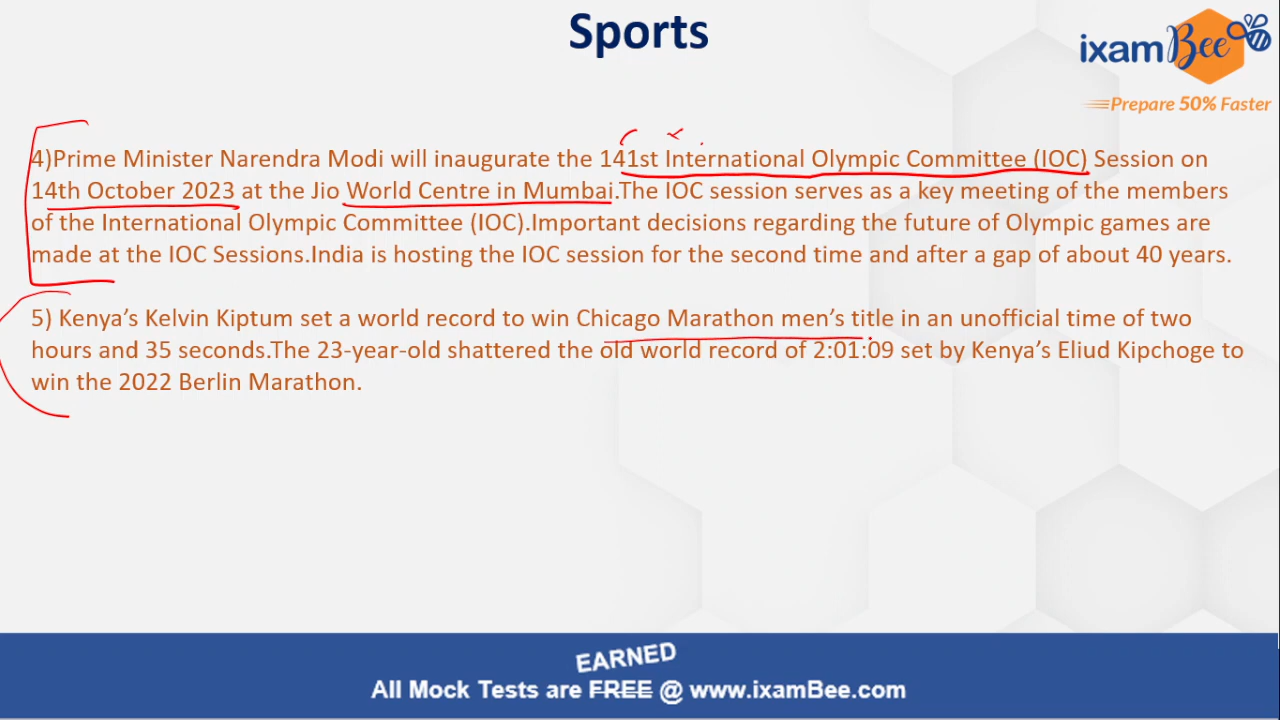 Sports
ixamBee
Prepare 50% Faster
4)Prime Minister Narendra Modi will inaugurate the 141st International Olympic Committee (IOC) Session on
14th October 2023 at the Jio World Centre in Mumbai.The IOC session serves as a key meeting of the members
of the International Olympic Committee (IOC).Important decisions regarding the future of Olympic games are
made at the IOC Sessions.India is hosting the IOC session for the second time and after a gap of about 40 years.
5) Kenya’s Kelvin Kiptum set a world record to win Chicago Marathon men’s title in an unofficial time of two
hours and 35 seconds.The 23-year-old shattered the old world record of 2:01:09 set by Kenya’s Eliud Kipchoge to
win the 2022 Berlin Marathon.
EARNED
All Mock Tests are FREE @ www.ixamBee.com